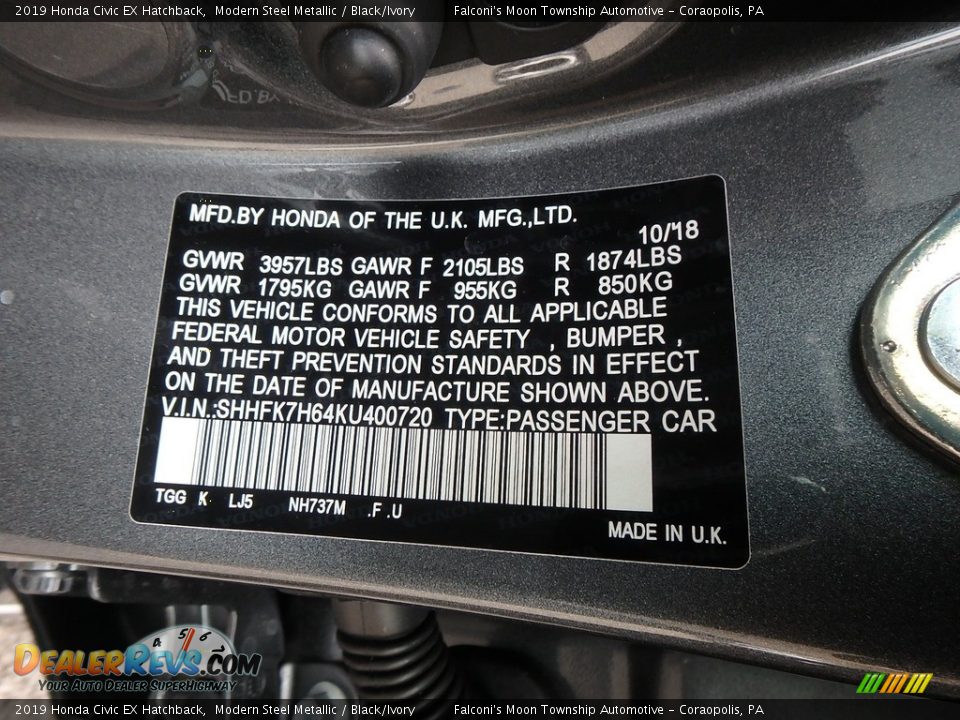 2019 Honda Civic EX Hatchback, Modern Steel Metallic / Black/Ivory Falconi's Moon Township Automotive - Coraopolis, PA
MFD.BY HONDA OF THE U.K. MFG.,LTD.
10/'18
GVWR 3957LBS GAWR F 2105LBS R 1874LBS
GVWR 1795KG GAWR F 955KG R 850KG
THIS VEHICLE CONFORMS TO ALL APPLICABLE
FEDERAL MOTOR VEHICLE SAFETY , BUMPER ,
AND THEFT PREVENTION STANDARDS IN EFFECT
ON THE DATE OF MANUFACTURE SHOWN ABOVE.
V.I.N.:SHHFK7H64KU400720 TYPE:PASSENGER CAR
TGG K LJ5 NH737M .F .U
MADE IN U.K.
4 5 6
DEALERREVS.COM
YOUR AUTO DEALER SUPERHIGHWAY
2019 Honda Civic EX Hatchback, Modern Steel Metallic / Black/Ivory Falconi's Moon Township Automotive - Coraopolis, PA